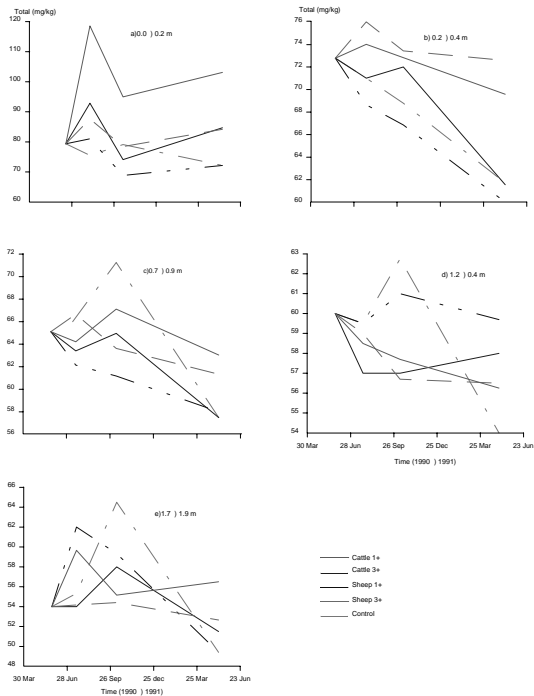 Total (mg/kg)
120
110
100
90
80
70
60
a)0.0 ) 0.2 m
Total (mg/kg)
76
74
72
70
68
66
64
62
60
b) 0.2 ) 0.4 m
72
70
68
66
64
62
60
58
56
c)0.7 ) 0.9 m
63
62
61
60
59
58
57
56
55
54
d) 1.2 ) 0.4 m
30 Mar 28 Jun 26 Sep 25 Dec 25 Mar 23 Jun
Time (1990 ) 1991)
66
64
62
60
58
56
54
52
50
48
e)1.7 ) 1.9 m
30 Mar 28 Jun 26 Sep 25 dec 25 Mar 23 Jun
Time (1990 ) 1991)
Cattle 1+
Cattle 3+
Sheep 1+
Sheep 3+
Control